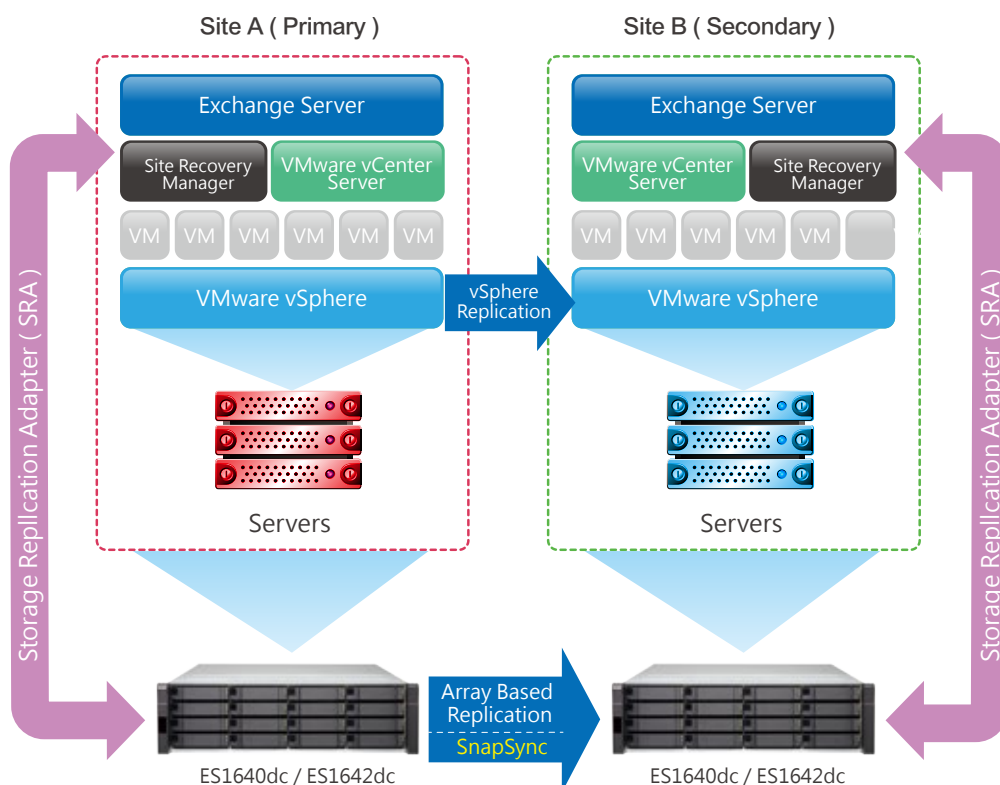 Site A ( Primary )
Site B ( Secondary )
Exchange Server
Site Recovery
Manager
VMware vCenter
Server
VM VM VM VM VM VM
VMware vSphere
Servers
vSphere
Replication
Exchange Server
VMware vCenter
Server
Site Recovery
Manager
VM VM VM VM VM
VMware vSphere
Servers
Storage Replication Adapter ( SRA )
Storage Replication Adapter ( SRA )
Array Based
Replication
SnapSync
ES1640dc / ES1642dc
ES1640dc / ES1642dc